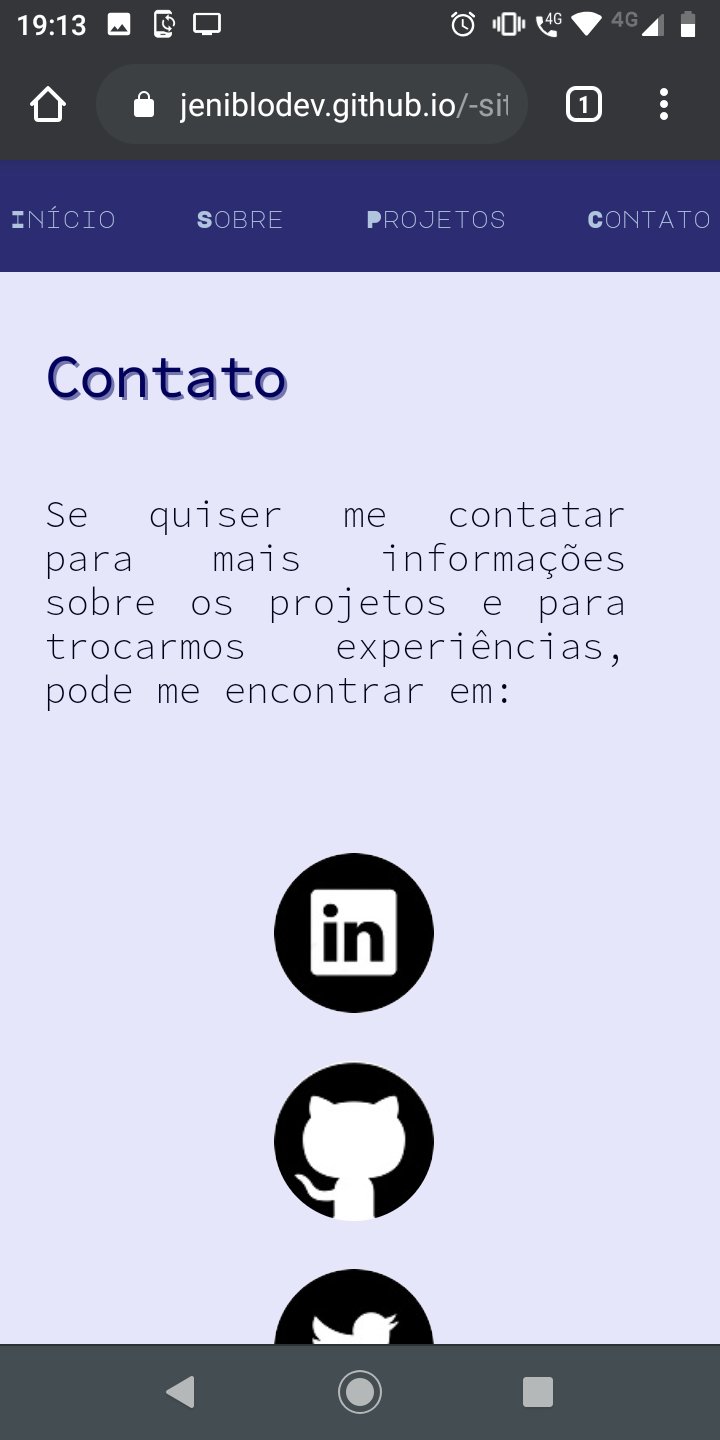 19:13
4G
4G
jeniblodev.github.io/-sit
1
INÍCIO SOBRE PROJETOS CONTATO
Contato
Se quiser me contatar
para mais informações
sobre os projetos e para
trocarmos experiências,
pode me encontrar em:
in